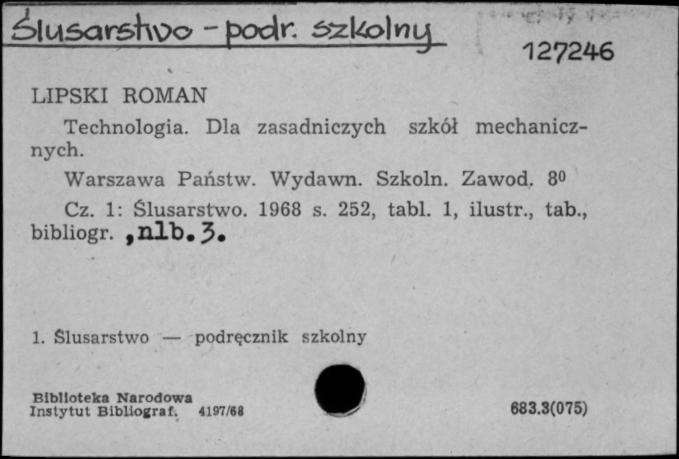 Ślusarstwo - podr. szkolny
127246
LIPSKI ROMAN
Technologia. Dla zasadniczych szkół mechanicz-
nych.
Warszawa Państw. Wydawn. Szkoln. Zawod. 8⁰
Cz. 1: Ślusarstwo. 1968 s. 252, tabl. 1, ilustr., tab.,
bibliogr. ,nlb.3.
1. Ślusarstwo — podręcznik szkolny
Biblioteka Narodowa
Instytut Bibliograf. 4197/68
683.3(075)